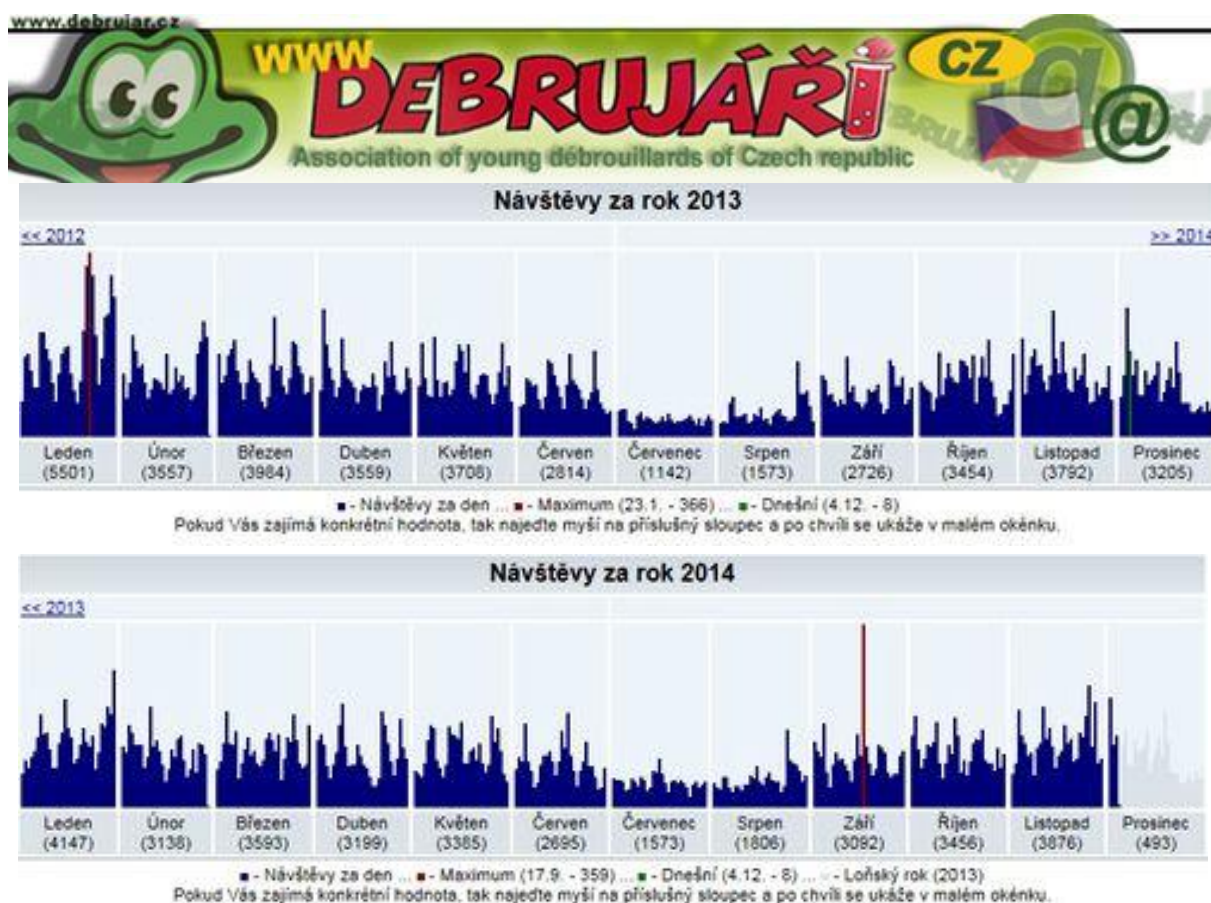 www.debrujar.cz
WWW DEBRUJÁŘI CZ @
Association of young débrouillards of Czech republic
Návštěvy za rok 2013
<< 2012 >> 2014
Leden Únor Březen Duben Květen Červen Červenec Srpen Září Říjen Listopad Prosinec
(5501) (3557) (3984) (3559) (3708) (2814) (1142) (1573) (2726) (3454) (3792) (3205)
- Návštěvy za den ... - Maximum (23.1. - 366) ... - Dnešní (4.12. - 8)
Pokud Vás zajímá konkrétní hodnota, tak najeďte myší na příslušný sloupec a po chvíli se ukáže v malém okénku.
Návštěvy za rok 2014
<< 2013
Leden Únor Březen Duben Květen Červen Červenec Srpen Září Říjen Listopad Prosinec
(4147) (3138) (3593) (3199) (3385) (2695) (1573) (1806) (3092) (3456) (3876) (493)
- Návštěvy za den ... - Maximum (17.9. - 359) ... - Dnešní (4.12. - 8) ... - Loňský rok (2013)
Pokud Vás zajímá konkrétní hodnota, tak najeďte myší na příslušný sloupec a po chvíli se ukáže v malém okénku.